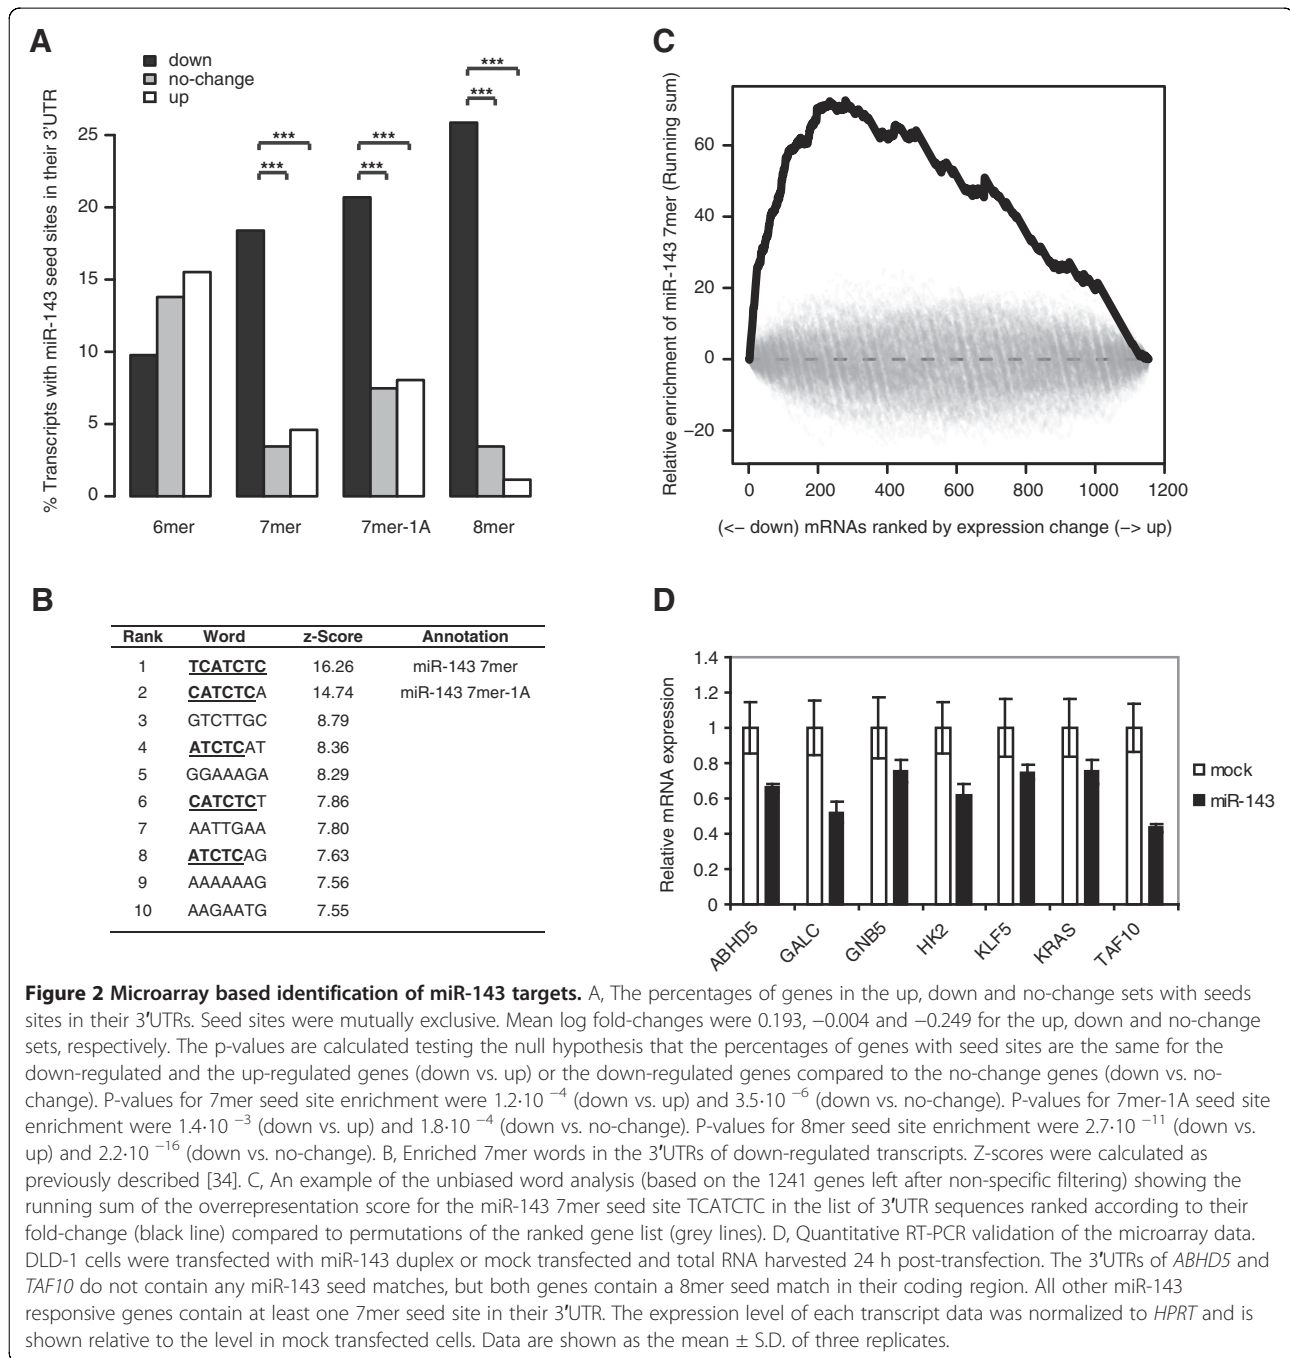 A
down
no-change
up
% Transcripts with miR-143 seed sites in their 3'UTR
25
20
15
10
5
0
***
***
***
***
***
***
6mer
7mer
7mer-1A
8mer
C
Relative enrichment of miR-143 7mer (Running sum)
60
40
20
0
−20
0
200
400
600
800
1000
1200
(<− down) mRNAs ranked by expression change (−> up)
B
Rank Word z-Score Annotation
1 TCATCTC 16.26 miR-143 7mer
2 CATCTCA 14.74 miR-143 7mer-1A
3 GTCTTGC 8.79
4 ATCTCAT 8.36
5 GGAAAGA 8.29
6 CATCTCT 7.86
7 AATTGAA 7.80
8 ATCTCAG 7.63
9 AAAAAAG 7.56
10 AAGAATG 7.55
D
Relative mRNA expression
1.4
1.2
1
0.8
0.6
0.4
0.2
0
ABHD5
GALC
GNB5
HK2
KLF5
KRAS
TAF10
mock
miR-143
Figure 2 Microarray based identification of miR-143 targets. A, The percentages of genes in the up, down and no-change sets with seeds
sites in their 3′UTRs. Seed sites were mutually exclusive. Mean log fold-changes were 0.193, −0.004 and −0.249 for the up, down and no-change
sets, respectively. The p-values are calculated testing the null hypothesis that the percentages of genes with seed sites are the same for the
down-regulated and the up-regulated genes (down vs. up) or the down-regulated genes compared to the no-change genes (down vs. no-
change). P-values for 7mer seed site enrichment were 1.2·10 ⁻⁴ (down vs. up) and 3.5·10 ⁻⁶ (down vs. no-change). P-values for 7mer-1A seed site
enrichment were 1.4·10 ⁻³ (down vs. up) and 1.8·10 ⁻⁴ (down vs. no-change). P-values for 8mer seed site enrichment were 2.7·10 ⁻¹¹ (down vs.
up) and 2.2·10 ⁻¹⁶ (down vs. no-change). B, Enriched 7mer words in the 3′UTRs of down-regulated transcripts. Z-scores were calculated as
previously described [34]. C, An example of the unbiased word analysis (based on the 1241 genes left after non-specific filtering) showing the
running sum of the overrepresentation score for the miR-143 7mer seed site TCATCTC in the list of 3′UTR sequences ranked according to their
fold-change (black line) compared to permutations of the ranked gene list (grey lines). D, Quantitative RT-PCR validation of the microarray data.
DLD-1 cells were transfected with miR-143 duplex or mock transfected and total RNA harvested 24 h post-transfection. The 3′UTRs of ABHD5 and
TAF10 do not contain any miR-143 seed matches, but both genes contain a 8mer seed match in their coding region. All other miR-143
responsive genes contain at least one 7mer seed site in their 3′UTR. The expression level of each transcript data was normalized to HPRT and is
shown relative to the level in mock transfected cells. Data are shown as the mean ± S.D. of three replicates.